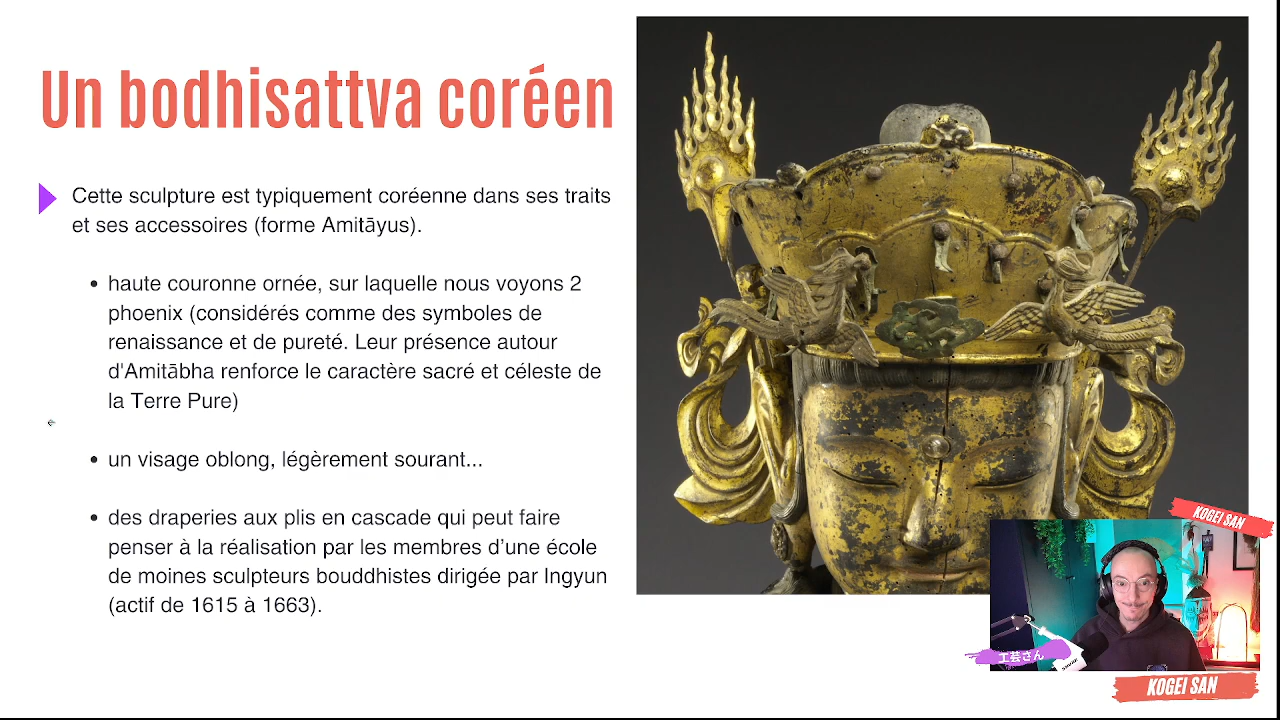 Un bodhisattva coréen
Cette sculpture est typiquement coréenne dans ses traits
et ses accessoires (forme Amitāyus).
• haute couronne ornée, sur laquelle nous voyons 2
phoenix (considérés comme des symboles de
renaissance et de pureté. Leur présence autour
d'Amitābha renforce le caractère sacré et céleste de
la Terre Pure)
• un visage oblong, légèrement sourant...
• des draperies aux plis en cascade qui peut faire
penser à la réalisation par les membres d’une école
de moines sculpteurs bouddhistes dirigée par Ingyun
(actif de 1615 à 1663).
KOGEI SAN
工芸さん
KOGEI SAN